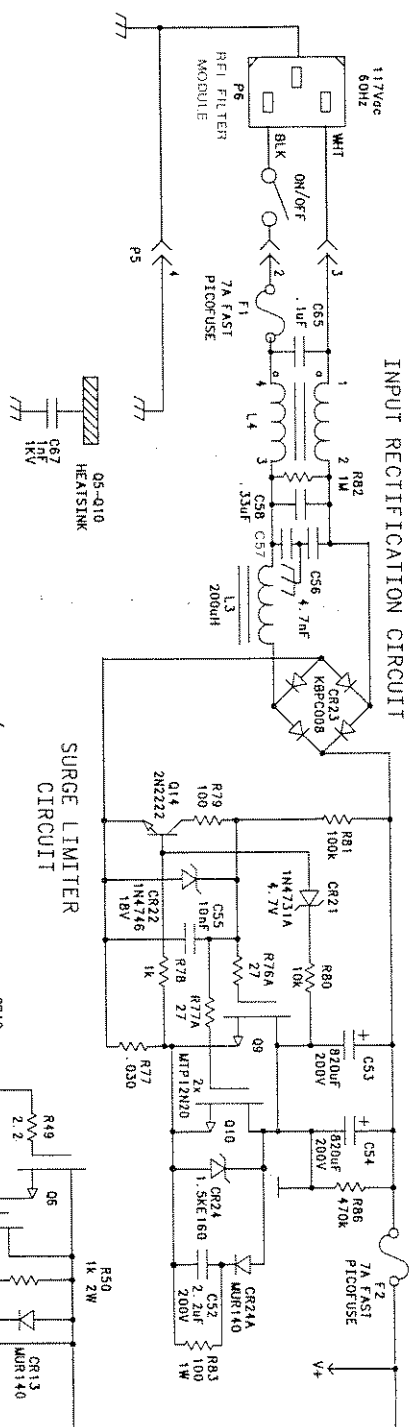 INPUT RECTIFICATION CIRCUIT
117Vac
60Hz
P6
RFI FILTER
MODULE
WHT
BLK
ON/OFF
3
2
P5
4
F1
7A FAST
PICOFUSE
C65
.1uF
1
2
4
3
L4
R82
1M
C58
.33uF
C57
C56
4.7nF
L3
200uH
CR23
KBPC008
C67
1nF
1KV
Q5-Q10
HEATSINK
SURGE LIMITER
CIRCUIT
R81
100k
R79
100
Q14
2N2222
CR21
1N4731A
4.7V
R80
10k
CR22
1N4746
18V
C55
10nF
R76A
27
R77A
27
R78
1k
R77
.030
Q9
2x
MTP12N20
Q10
C53
820uF
200V
+
C54
820uF
200V
+
R86
470k
F2
7A FAST
PICOFUSE
V+
CR24
1.5KE160
CR24A
MUR140
C52
2.2uF
200V
R83
100
1W
R49
2.2
Q6
R50
1k 2W
CR13
MUR140